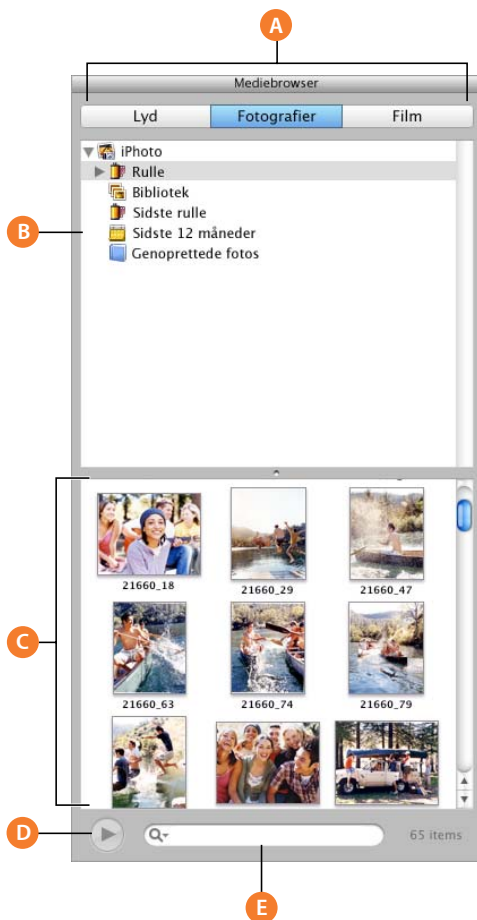 A
Mediebrowser
Lyd Fotografier Film
iPhoto
Rulle
Bibliotek
Sidste rulle
B
Sidste 12 måneder
Genoprettede fotos
21660_18 21660_29 21660_47
C
21660_63 21660_74 21660_79
D
65 items
E